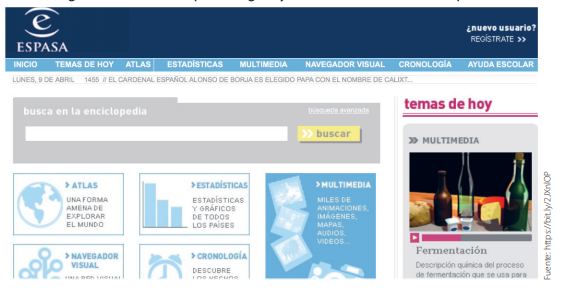 e
ESPASA
¿nuevo usuario?
REGÍSTRATE >>
INICIO TEMAS DE HOY ATLAS ESTADÍSTICAS MULTIMEDIA NAVEGADOR VISUAL CRONOLOGÍA AYUDA ESCOLAR
LUNES, 9 DE ABRIL 1455 // EL CARDENAL ESPAÑOL ALONSO DE BORJA ES ELEGIDO PAPA CON EL NOMBRE DE CALIXT...
busca en la enciclopedia
búsqueda avanzada
>> buscar
temas de hoy
>> MULTIMEDIA
Fermentación
Descripción química del proceso
de fermentación que se usa para
> ATLAS
UNA FORMA
AMENA DE
EXPLORAR
EL MUNDO
> ESTADÍSTICAS
ESTADÍSTICAS
Y GRÁFICOS
DE TODOS
LOS PAÍSES
> MULTIMEDIA
MILES DE
ANIMACIONES,
IMÁGENES,
MAPAS,
AUDIOS,
VIDEOS...
> NAVEGADOR
VISUAL
UNA RED VISUAL
> CRONOLOGÍA
DESCUBRE
LOS HECHOS
Fuente: https://bit.ly/2JXnlOP